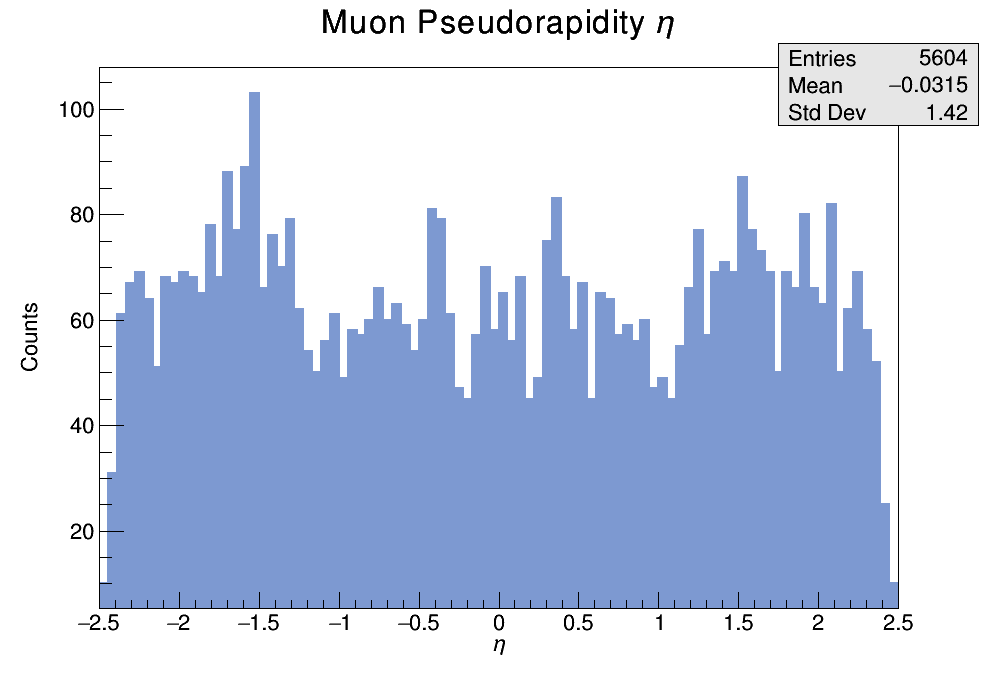 Muon Pseudorapidity η
Entries 5604
Mean −0.0315
Std Dev 1.42
100
80
60
40
20
Counts
−2.5 −2 −1.5 −1 −0.5 0 0.5 1 1.5 2 2.5
η